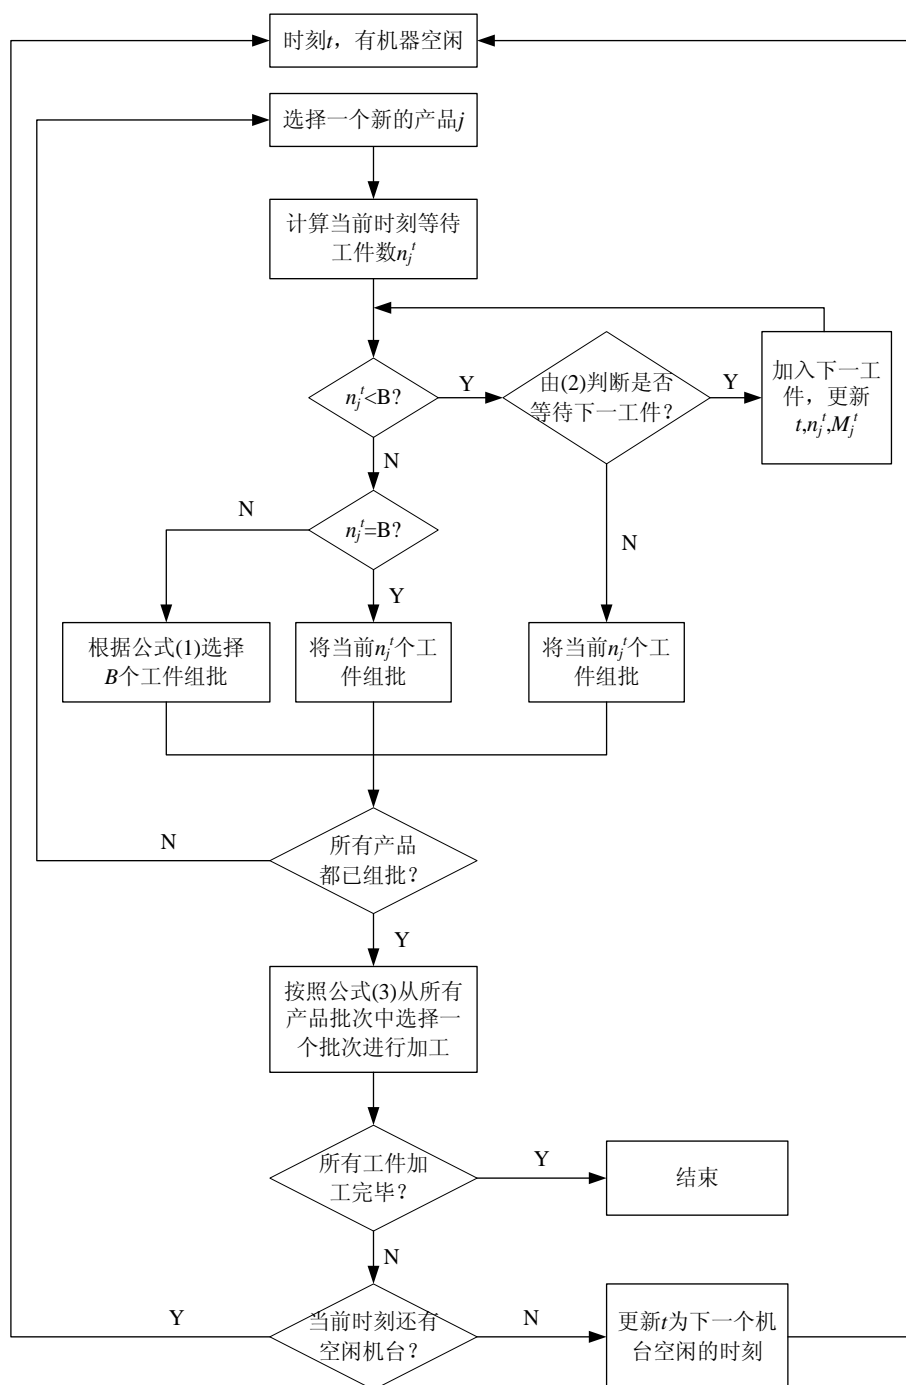 时刻t，有机器空闲
选择一个新的产品j
计算当前时刻等待
工件数n_j^t
n_j^t<B?
Y
由(2)判断是否
等待下一工件？
Y
加入下一工
件，更新
t,n_j^t,M_j^t
N
N
n_j^t=B?
N
Y
根据公式(1)选择
B个工件组批
将当前n_j^t个工
件组批
将当前n_j^t个工
件组批
N
所有产品
都已组批？
Y
按照公式(3)从所有
产品批次中选择一
个批次进行加工
所有工件加
工完毕？
Y
结束
N
Y
当前时刻还有
空闲机台？
N
更新t为下一个机
台空闲的时刻